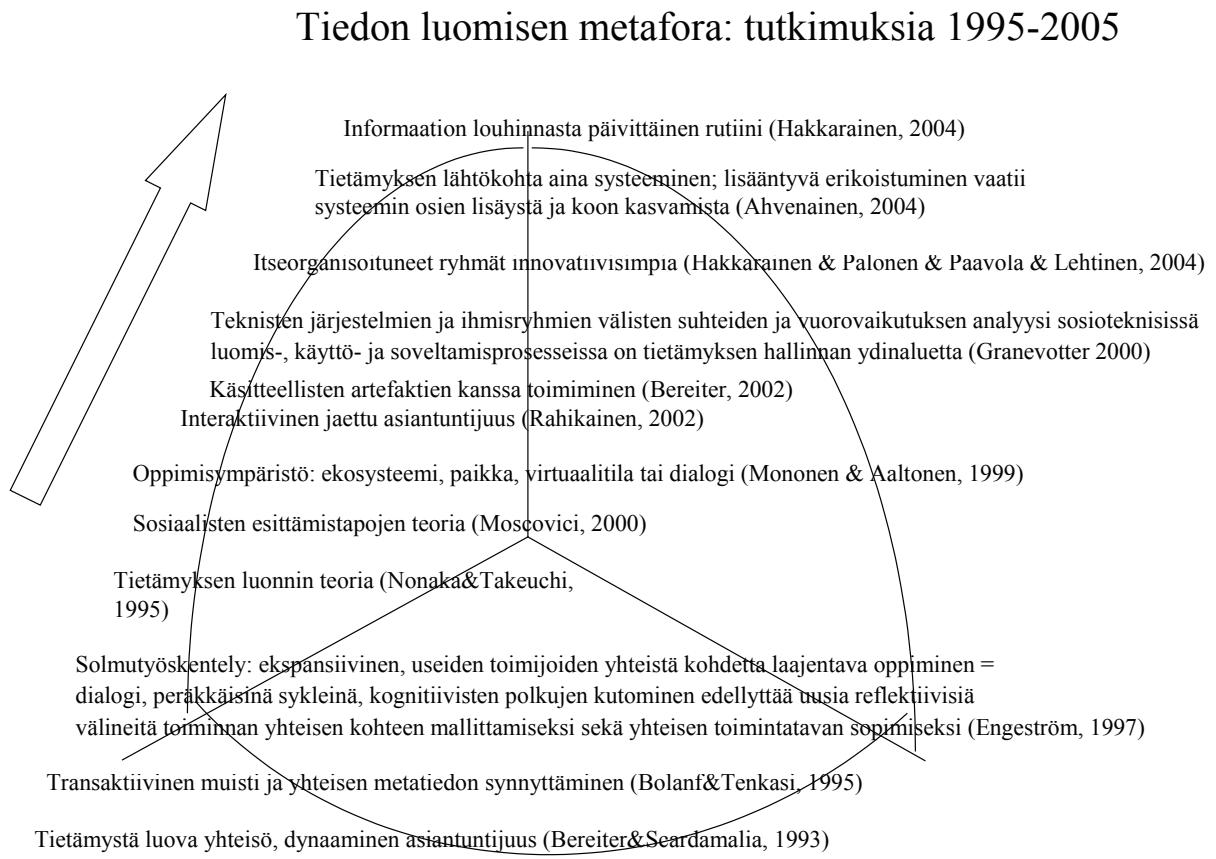 Tiedon luomisen metafora: tutkimuksia 1995-2005
Informaation louhinnasta päivittäinen rutiini (Hakkarainen, 2004)
Tietämyksen lähtökohta aina systeeminen; lisääntyvä erikoistuminen vaatii
systeemin osien lisäystä ja koon kasvamista (Ahvenainen, 2004)
Itseorganisoituneet ryhmät innovatiivisimpia (Hakkarainen & Palonen & Paavola & Lehtinen, 2004)
Teknisten järjestelmien ja ihmisryhmien välisten suhteiden ja vuorovaikutuksen analyysi sosioteknisissä
luomis-, käyttö- ja soveltamisprosesseissa on tietämyksen hallinnan ydinaluetta (Granevotter 2000)
Käsitteellisten artefaktien kanssa toimiminen (Bereiter, 2002)
Interaktiivinen jaettu asiantuntijuus (Rahikainen, 2002)
Oppimisympäristö: ekosysteemi, paikka, virtuaalitila tai dialogi (Mononen & Aaltonen, 1999)
Sosiaalisten esittämistapojen teoria (Moscovici, 2000)
Tietämyksen luonnin teoria (Nonaka&Takeuchi,
1995)
Solmutyöskentely: ekspansiivinen, useiden toimijoiden yhteistä kohdetta laajentava oppiminen =
dialogi, peräkkäisinä sykleinä, kognitiivisten polkujen kutominen edellyttää uusia reflektiivisiä
välineitä toiminnan yhteisen kohteen mallittamiseksi sekä yhteisen toimintatavan sopimiseksi (Engeström, 1997)
Transaktiivinen muisti ja yhteisen metatiedon synnyttäminen (Bolanf&Tenkasi, 1995)
Tietämystä luova yhteisö, dynaaminen asiantuntijuus (Bereiter&Scardamalia, 1993)